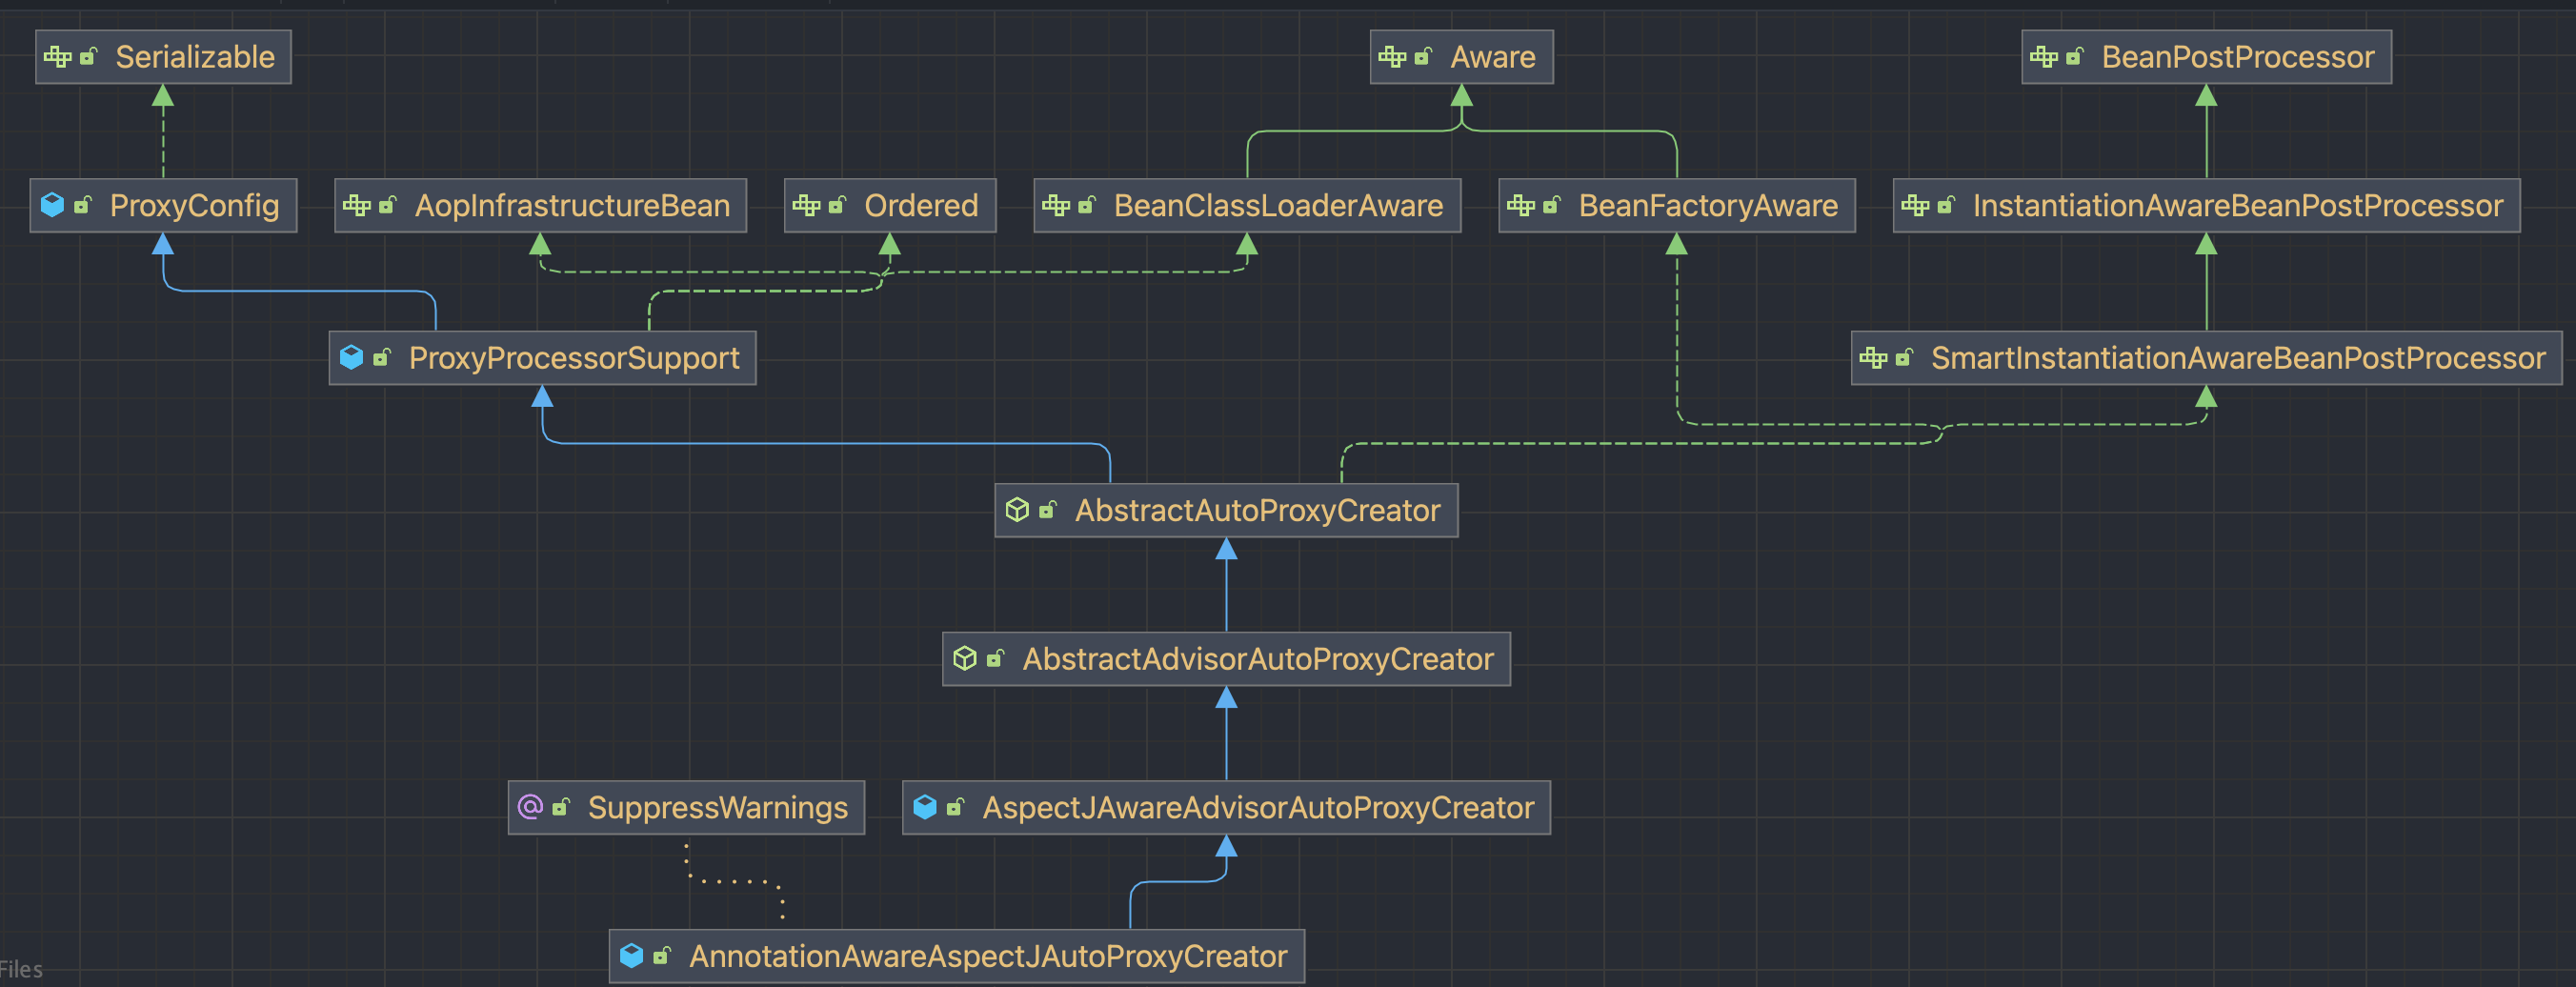 Serializable
Aware
BeanPostProcessor
ProxyConfig
AopInfrastructureBean
Ordered
BeanClassLoaderAware
BeanFactoryAware
InstantiationAwareBeanPostProcessor
ProxyProcessorSupport
SmartInstantiationAwareBeanPostProcessor
AbstractAutoProxyCreator
AbstractAdvisorAutoProxyCreator
SuppressWarnings
AspectJAwareAdvisorAutoProxyCreator
AnnotationAwareAspectJAutoProxyCreator
Files